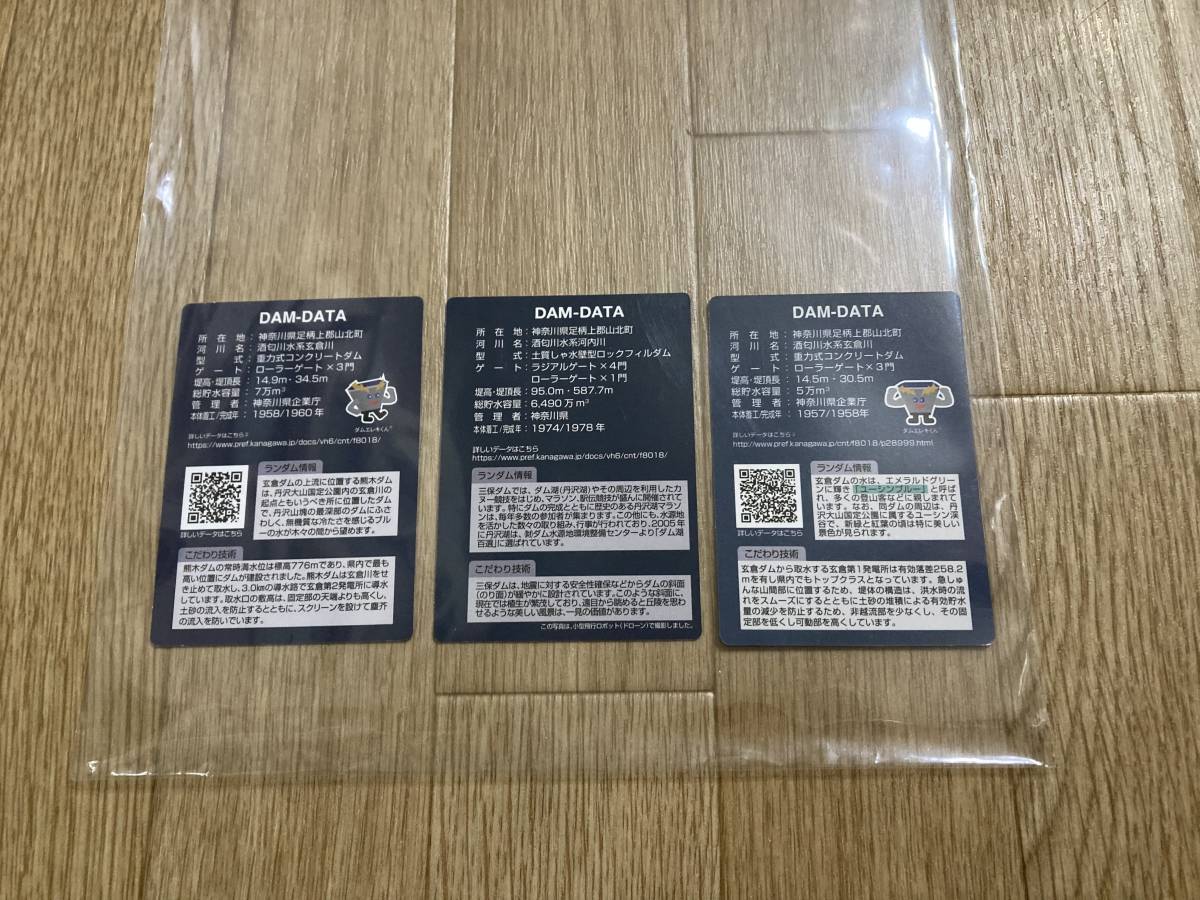 DAM-DATA
所在地：神奈川県足柄上郡山北町
河川名：酒匂川水系玄倉川
型式：重力式コンクリートダム
ゲート：ローラーゲート×3門
堤高・堤頂長：14.9m・34.5m
総貯水容量：7万m³
管理者：神奈川県企業庁
本体着工/完成年：1958/1960年
ダムエレキくん
詳しいデータはこちら
https://www.pref.kanagawa.jp/docs/vh6/cnt/f8018/
ランダム情報
玄倉ダムの上流に位置する熊木ダム
は、丹沢大山国定公園内の玄倉川の
起点ともいうべき所に位置したダム
で、丹沢山塊の最深部のダムにふさ
わしく、無機質な冷たさを感じるブル
ーの水が木々の間から望めます。
詳しいデータはこちら
こだわり技術
熊木ダムの常時満水位は標高776mであり、県内で最も
高い位置にダムが建設されました。熊木ダムは玄倉川をせ
き止めて取水し、3.0kmの導水路で玄倉第2発電所に導水
しています。取水口の敷高は、固定部の天端よりも高くし、
土砂の流入を防止するとともに、スクリーンを設けて塵芥
の流入を防いでいます。
DAM-DATA
所在地：神奈川県足柄上郡山北町
河川名：酒匂川水系河内川
型式：土質しゃ水壁型ロックフィルダム
ゲート：ラジアルゲート×4門
ローラーゲート×1門
堤高・堤頂長：95.0m・587.7m
総貯水容量：6,490万m³
管理者：神奈川県
本体着工/完成年：1974/1978年
詳しいデータはこちら
https://www.pref.kanagawa.jp/docs/vh6/cnt/f8018/
ランダム情報
三保ダムでは、ダム湖(丹沢湖)やその周辺を利用したカ
ヌー競技をはじめ、マラソン、駅伝競技が盛んに開催されて
います。特にダムの完成とともに歴史のある丹沢湖マラソン
は、毎年多数の参加者が集まります。この他にも、水源地
を活かした数々の取り組み、行事が行われており、2005年
に丹沢湖は、㈶ダム水源地環境整備センターより「ダム湖
百選」に選ばれています。
こだわり技術
三保ダムは、地震に対する安全性確保などからダムの斜面
(のり面)が緩やかに設計されています。このような斜面に、
現在では植生が繁茂しており、遠目から眺めると丘陵を思わ
せるような美しい風景は、一見の価値があります。
この写真は、小型飛行ロボット(ドローン)で撮影しました。
DAM-DATA
所在地：神奈川県足柄上郡山北町
河川名：酒匂川水系玄倉川
型式：重力式コンクリートダム
ゲート：ローラーゲート×3門
堤高・堤頂長：14.5m・30.5m
総貯水容量：5万m³
管理者：神奈川県企業庁
本体着工/完成年：1957/1958年
ダムエレキくん
詳しいデータはこちら
http://www.pref.kanagawa.jp/cnt/f8018/p28999.html
ランダム情報
玄倉ダムの水は、エメラルドグリー
ンに輝き「ユーシンブルー」と呼ば
れ、多くの登山客などに親しまれて
います。なお、同ダムの周辺は、丹
沢大山国定公園に属するユーシン渓
谷で、新緑と紅葉の頃は特に美しい
景色が見られます。
詳しいデータはこちら
こだわり技術
玄倉ダムから取水する玄倉第1発電所は有効落差258.2
mを有し県内でもトップクラスとなっています。急しゅ
んな山間部に位置するため、堤体の構造は、洪水時の流
れをスムーズにするとともに土砂の堆積による有効貯水
量の減少を防止するため、非越流部を少なくし、その固
定部を低くし可動部を高くしています。